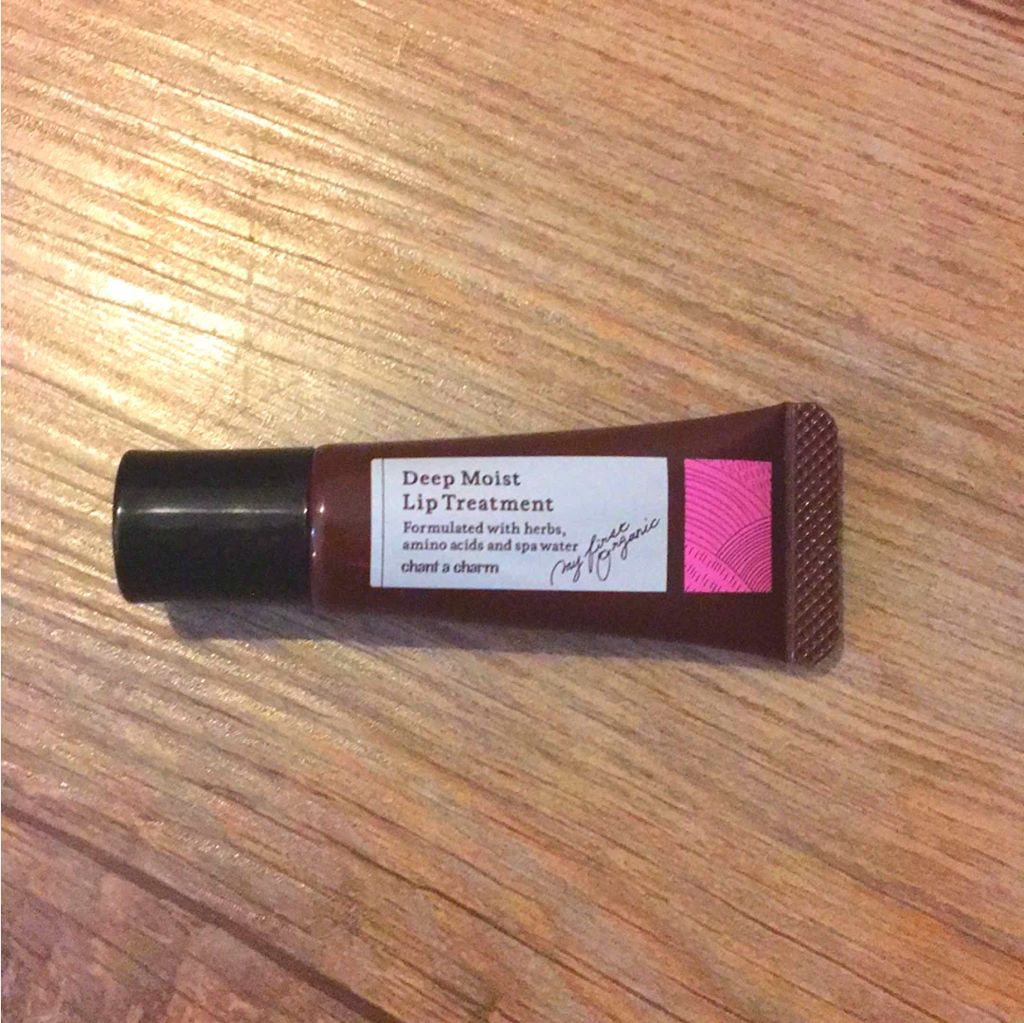 Deep Moist
Lip Treatment
Formulated with herbs,
amino acids and spa water
chant a charm
my first
Organic